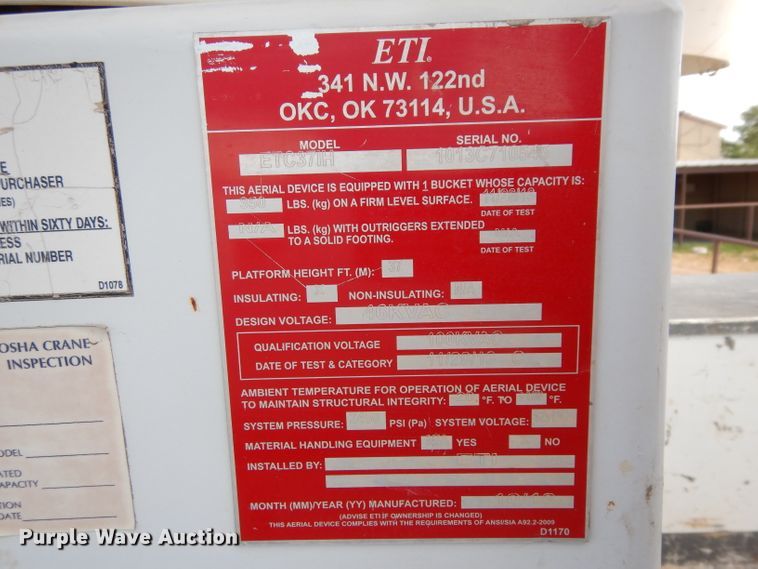 ETI.
341 N.W. 122nd
OKC, OK 73114, U.S.A.
MODEL SERIAL NO.
ETC37IH
THIS AERIAL DEVICE IS EQUIPPED WITH 1 BUCKET WHOSE CAPACITY IS:
LBS. (kg) ON A FIRM LEVEL SURFACE.
DATE OF TEST
N/A LBS. (kg) WITH OUTRIGGERS EXTENDED
TO A SOLID FOOTING.
DATE OF TEST
PLATFORM HEIGHT FT. (M): 37
INSULATING: NON-INSULATING: N/A
DESIGN VOLTAGE: 46KVAC
QUALIFICATION VOLTAGE 100KVAC
DATE OF TEST & CATEGORY
AMBIENT TEMPERATURE FOR OPERATION OF AERIAL DEVICE
TO MAINTAIN STRUCTURAL INTEGRITY: °F. TO °F.
SYSTEM PRESSURE: PSI (Pa) SYSTEM VOLTAGE:
MATERIAL HANDLING EQUIPMENT YES NO
INSTALLED BY: ETI
MONTH (MM)/YEAR (YY) MANUFACTURED:
(ADVISE ETI IF OWNERSHIP IS CHANGED)
THIS AERIAL DEVICE COMPLIES WITH THE REQUIREMENTS OF ANSI/SIA A92.2-2009
D1170
URCHASER
WITHIN SIXTY DAYS:
ESS
ERIAL NUMBER
D1078
OSHA CRANE
INSPECTION
ODEL
ATED
CAPACITY
TION
DATE
Purple Wave Auction